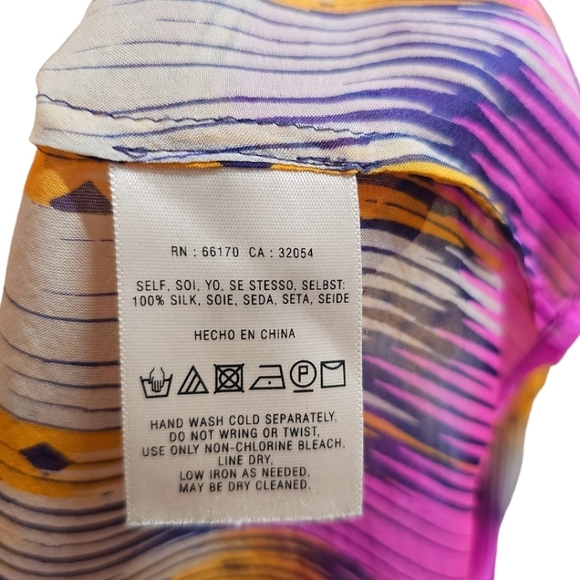 RN : 66170 CA : 32054
SELF, SOI, YO, SE STESSO, SELBST:
100% SILK, SOIE, SEDA, SETA, SEIDE
HECHO EN CHINA
P
HAND WASH COLD SEPARATELY.
DO NOT WRING OR TWIST,
USE ONLY NON-CHLORINE BLEACH.
LINE DRY,
LOW IRON AS NEEDED,
MAY BE DRY CLEANED.